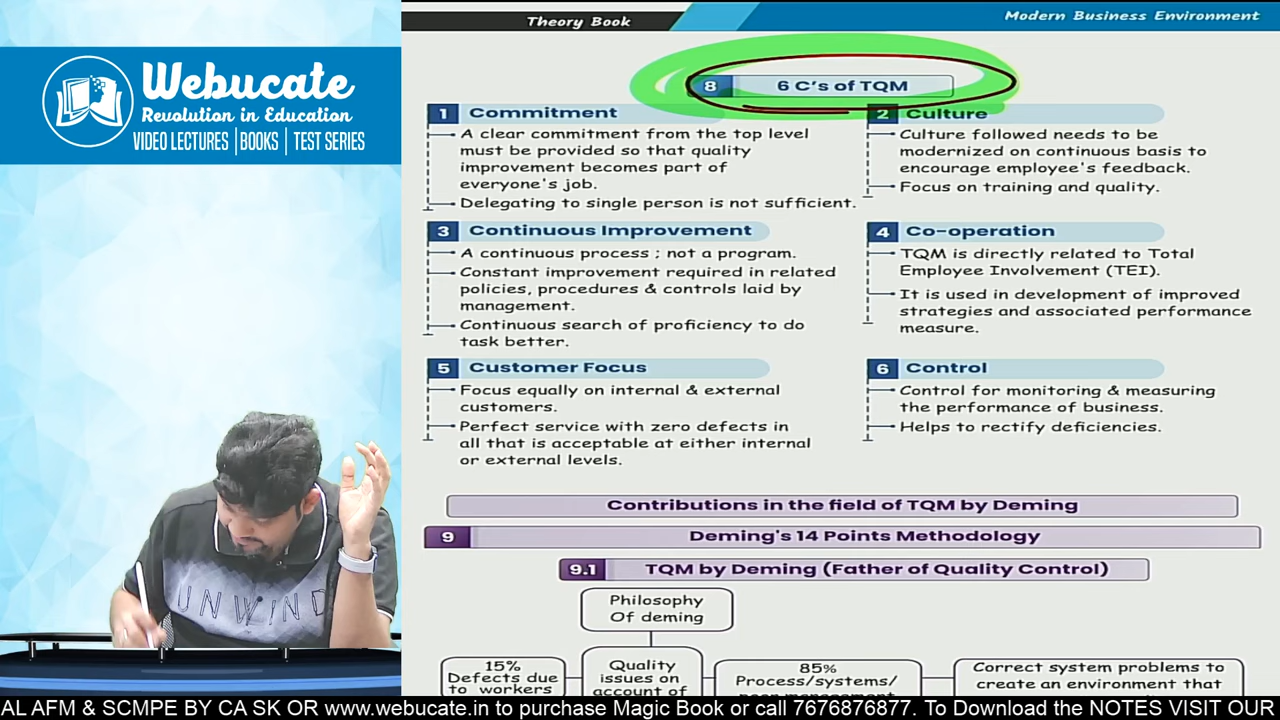 Theory Book
Modern Business Environment
Webucate
Revolution in Education
VIDEO LECTURES | BOOKS | TEST SERIES
8 6 C's of TQM
1 Commitment
A clear commitment from the top level
must be provided so that quality
improvement becomes part of
everyone's job.
Delegating to single person is not sufficient.
2 Culture
Culture followed needs to be
modernized on continuous basis to
encourage employee's feedback.
Focus on training and quality.
3 Continuous Improvement
A continuous process ; not a program.
Constant improvement required in related
policies, procedures & controls laid by
management.
Continuous search of proficiency to do
task better.
4 Co-operation
TQM is directly related to Total
Employee Involvement (TEI).
It is used in development of improved
strategies and associated performance
measure.
5 Customer Focus
Focus equally on internal & external
customers.
Perfect service with zero defects in
all that is acceptable at either internal
or external levels.
6 Control
Control for monitoring & measuring
the performance of business.
Helps to rectify deficiencies.
Contributions in the field of TQM by Deming
9 Deming's 14 Points Methodology
9.1 TQM by Deming (Father of Quality Control)
Philosophy
Of deming
15%
Defects due
to workers
Quality
issues on
account of
85%
Process/systems/
Correct system problems to
create an environment that
UNWIND
AL AFM & SCMPE BY CA SK OR www.webucate.in to purchase Magic Book or call 7676876877. To Download the NOTES VISIT OUR